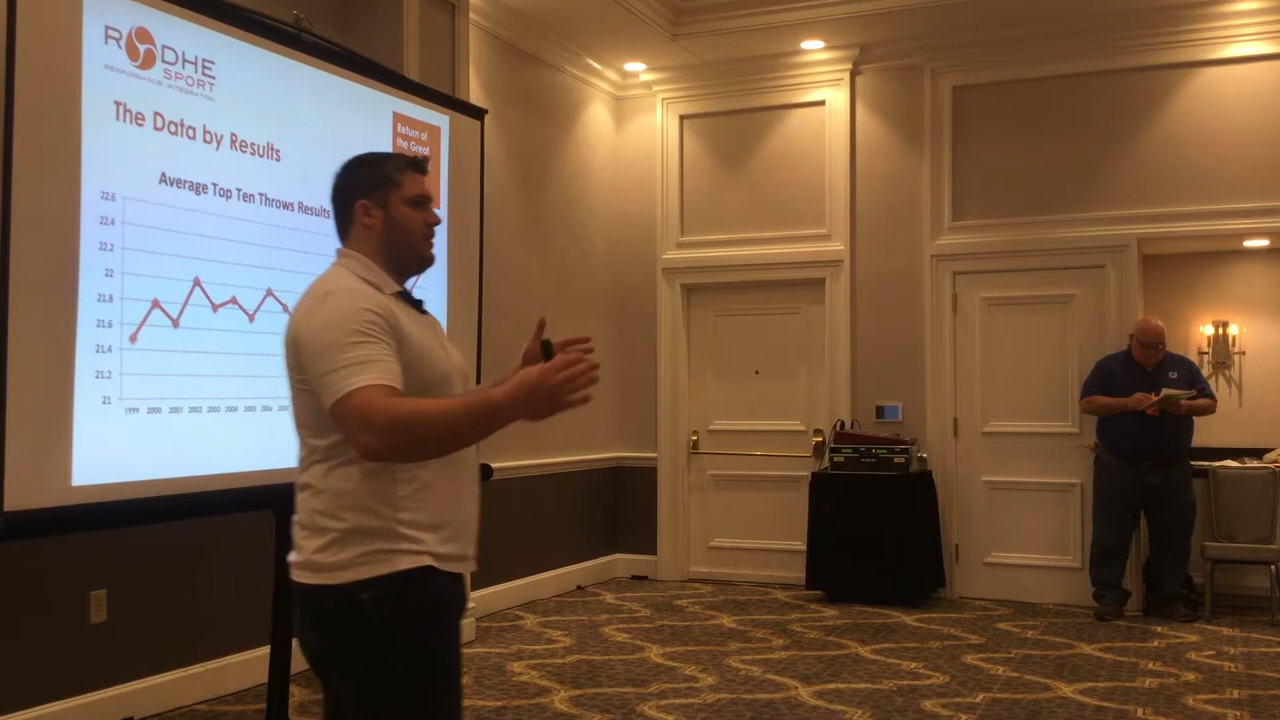 RODHE
SPORT
PERFORMANCE INTEGRATION
The Data by Results
Return of
the Great
Average Top Ten Throws Results
22.6
22.4
22.2
22
21.8
21.6
21.4
21.2
21
1999 2000 2001 2002 2003 2004 2005 2006